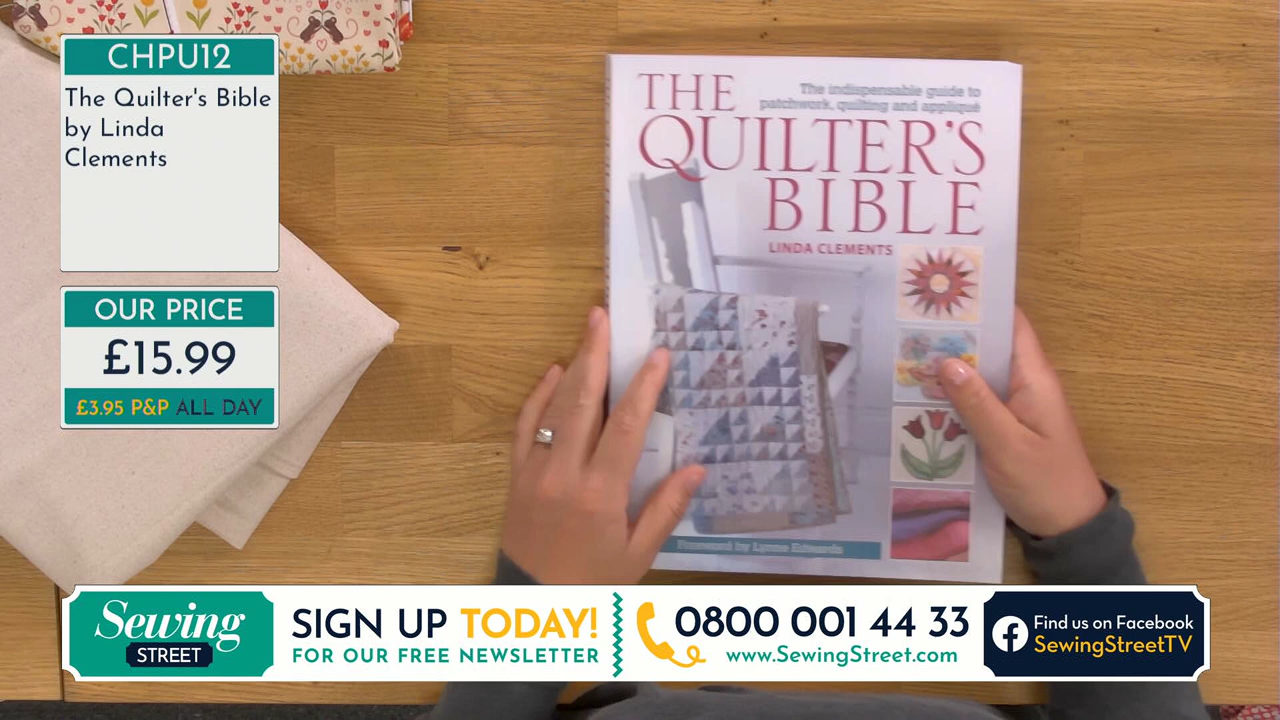 CHPU12
The Quilter's Bible
by Linda
Clements
OUR PRICE
£15.99
£3.95 P&P ALL DAY
THE
The indispensable guide to
patchwork, quilting and appliqué
QUILTER'S
BIBLE
LINDA CLEMENTS
Foreword by Lynne Edwards
Sewing
STREET
SIGN UP TODAY!
FOR OUR FREE NEWSLETTER
0800 001 44 33
www.SewingStreet.com
Find us on Facebook
SewingStreetTV